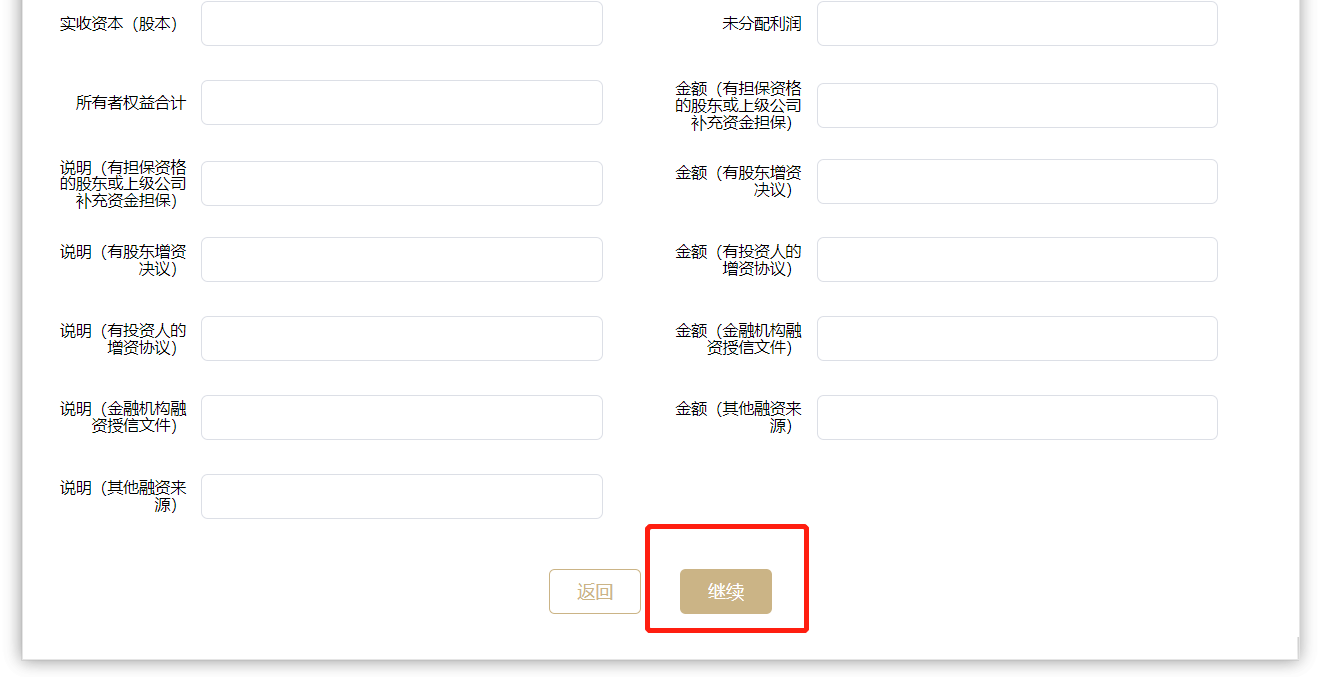 实收资本（股本）
未分配利润
所有者权益合计
金额（有担保资格
的股东或上级公司
补充资金担保）
说明（有担保资格
的股东或上级公司
补充资金担保）
金额（有股东增资
决议）
说明（有股东增资
决议）
金额（有投资人的
增资协议）
说明（有投资人的
增资协议）
金额（金融机构融
资授信文件）
说明（金融机构融
资授信文件）
金额（其他融资来
源）
说明（其他融资来
源）
返回
继续